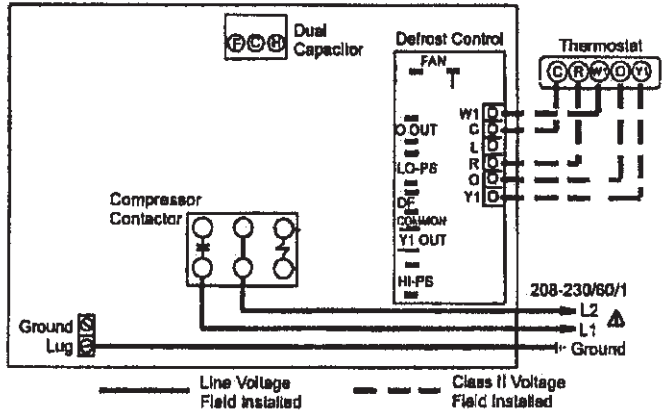 Dual
Capacitor
F C H
Defrost Control
FAN
Thermostat
C R W1 O Y1
W1
C
L
R
O
Y1
O OUT
LO-PS
DF
COMMON
Y1 OUT
HI-PS
Compressor
Contactor
208-230/60/1
L2
L1
Ground
Ground
Lug
Line Voltage
Field Installed
Class II Voltage
Field Installed